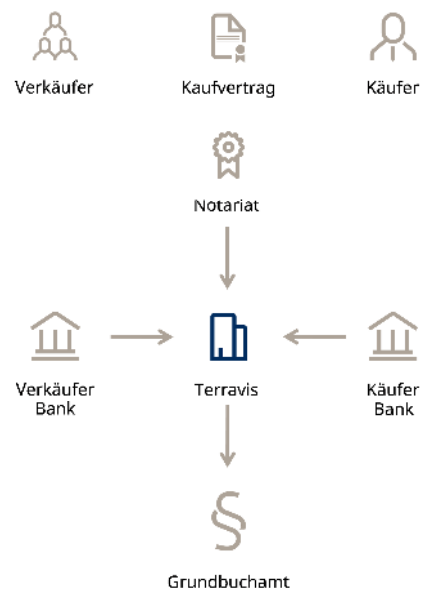 Verkäufer
Kaufvertrag
Käufer
Notariat
Verkäufer
Bank
Terravis
Käufer
Bank
§
Grundbuchamt